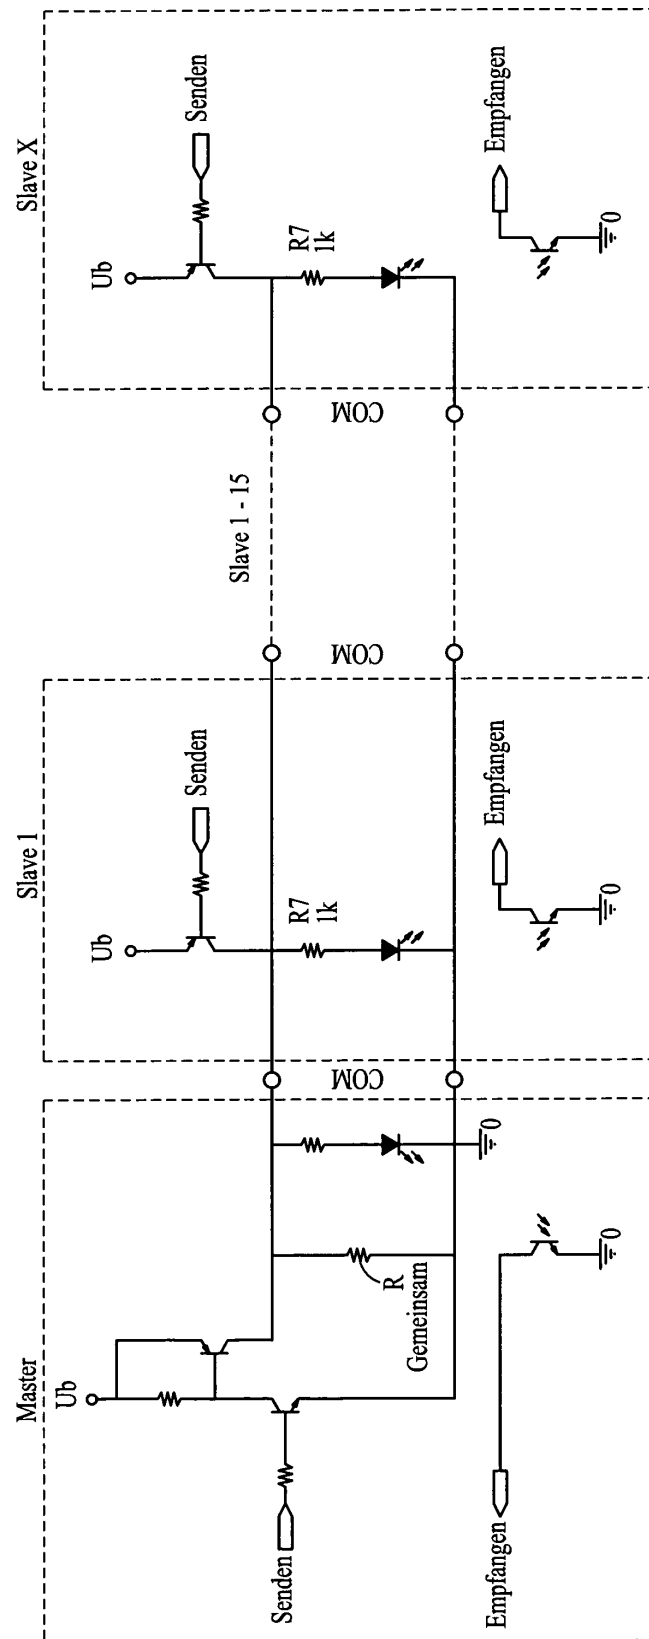 Master
Ub
Senden
R
Gemeinsam
0
Empfangen
0
COM
Slave 1
Ub
Senden
R7
1k
Empfangen
0
COM
Slave 1 - 15
COM
Slave X
Ub
Senden
R7
1k
Empfangen
0